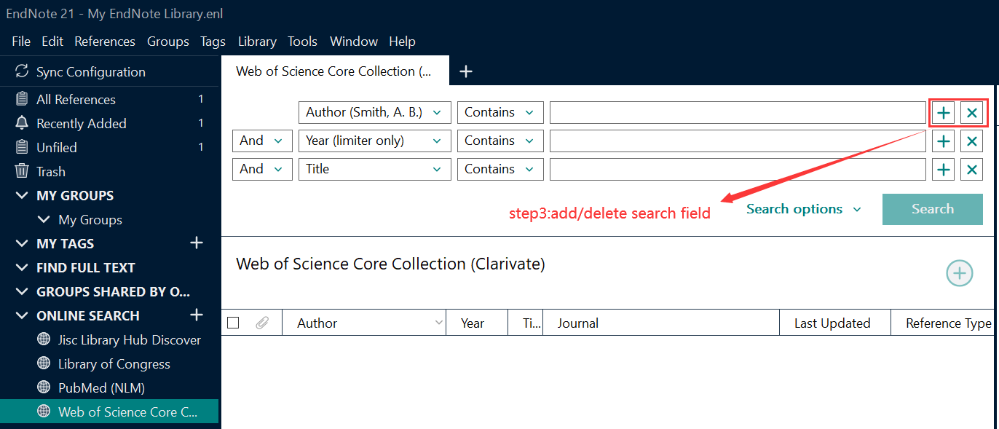 EndNote 21 - My EndNote Library.enl
File Edit References Groups Tags Library Tools Window Help
Sync Configuration
All References 1
Recently Added 1
Unfiled 1
Trash
MY GROUPS
My Groups
MY TAGS
FIND FULL TEXT
GROUPS SHARED BY O...
ONLINE SEARCH
Jisc Library Hub Discover
Library of Congress
PubMed (NLM)
Web of Science Core C...
Web of Science Core Collection (...
Author (Smith, A. B.) Contains
And Year (limiter only) Contains
And Title Contains
step3:add/delete search field
Search options Search
Web of Science Core Collection (Clarivate)
Author Year Ti... Journal Last Updated Reference Type